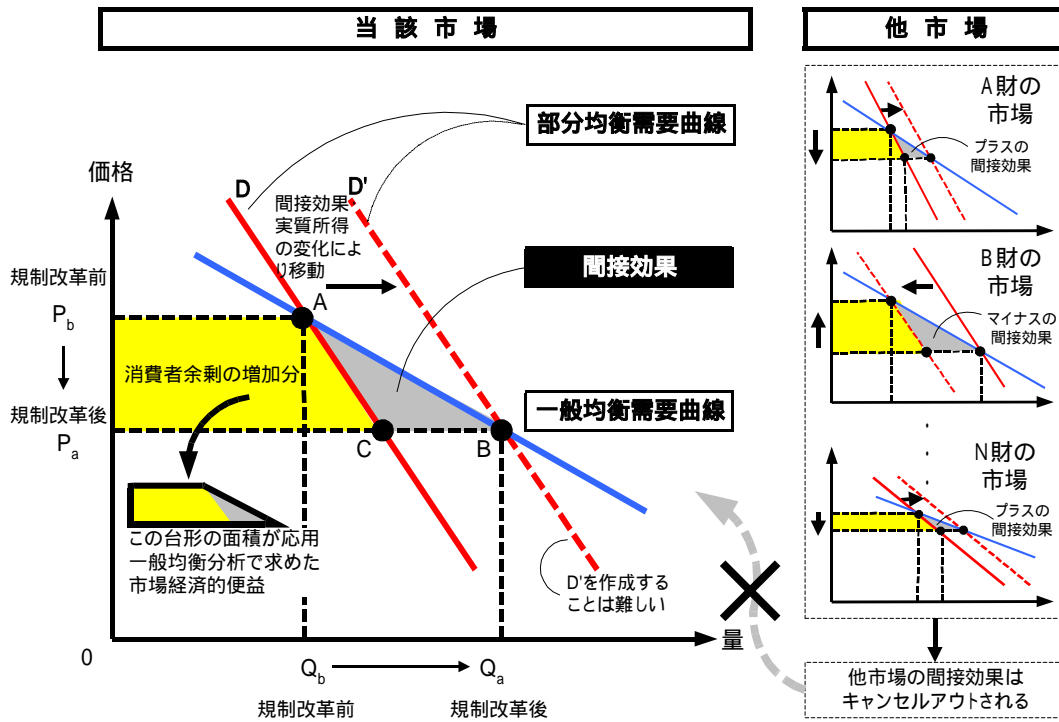 当 該 市 場
他 市 場
部分均衡需要曲線
価格
D
D'
間接効果
実質所得
の変化によ
り移動
間接効果
規制改革前
P_b
A
消費者余剰の増加分
一般均衡需要曲線
規制改革後
P_a
C
B
この台形の面積が応用
一般均衡分析で求めた
市場経済的便益
D'を作成する
ことは難しい
量
0
Q_b
Q_a
規制改革前
規制改革後
A財の
市場
プラスの
間接効果
B財の
市場
マイナスの
間接効果
N財の
市場
プラスの
間接効果
他市場の間接効果は
キャンセルアウトされる